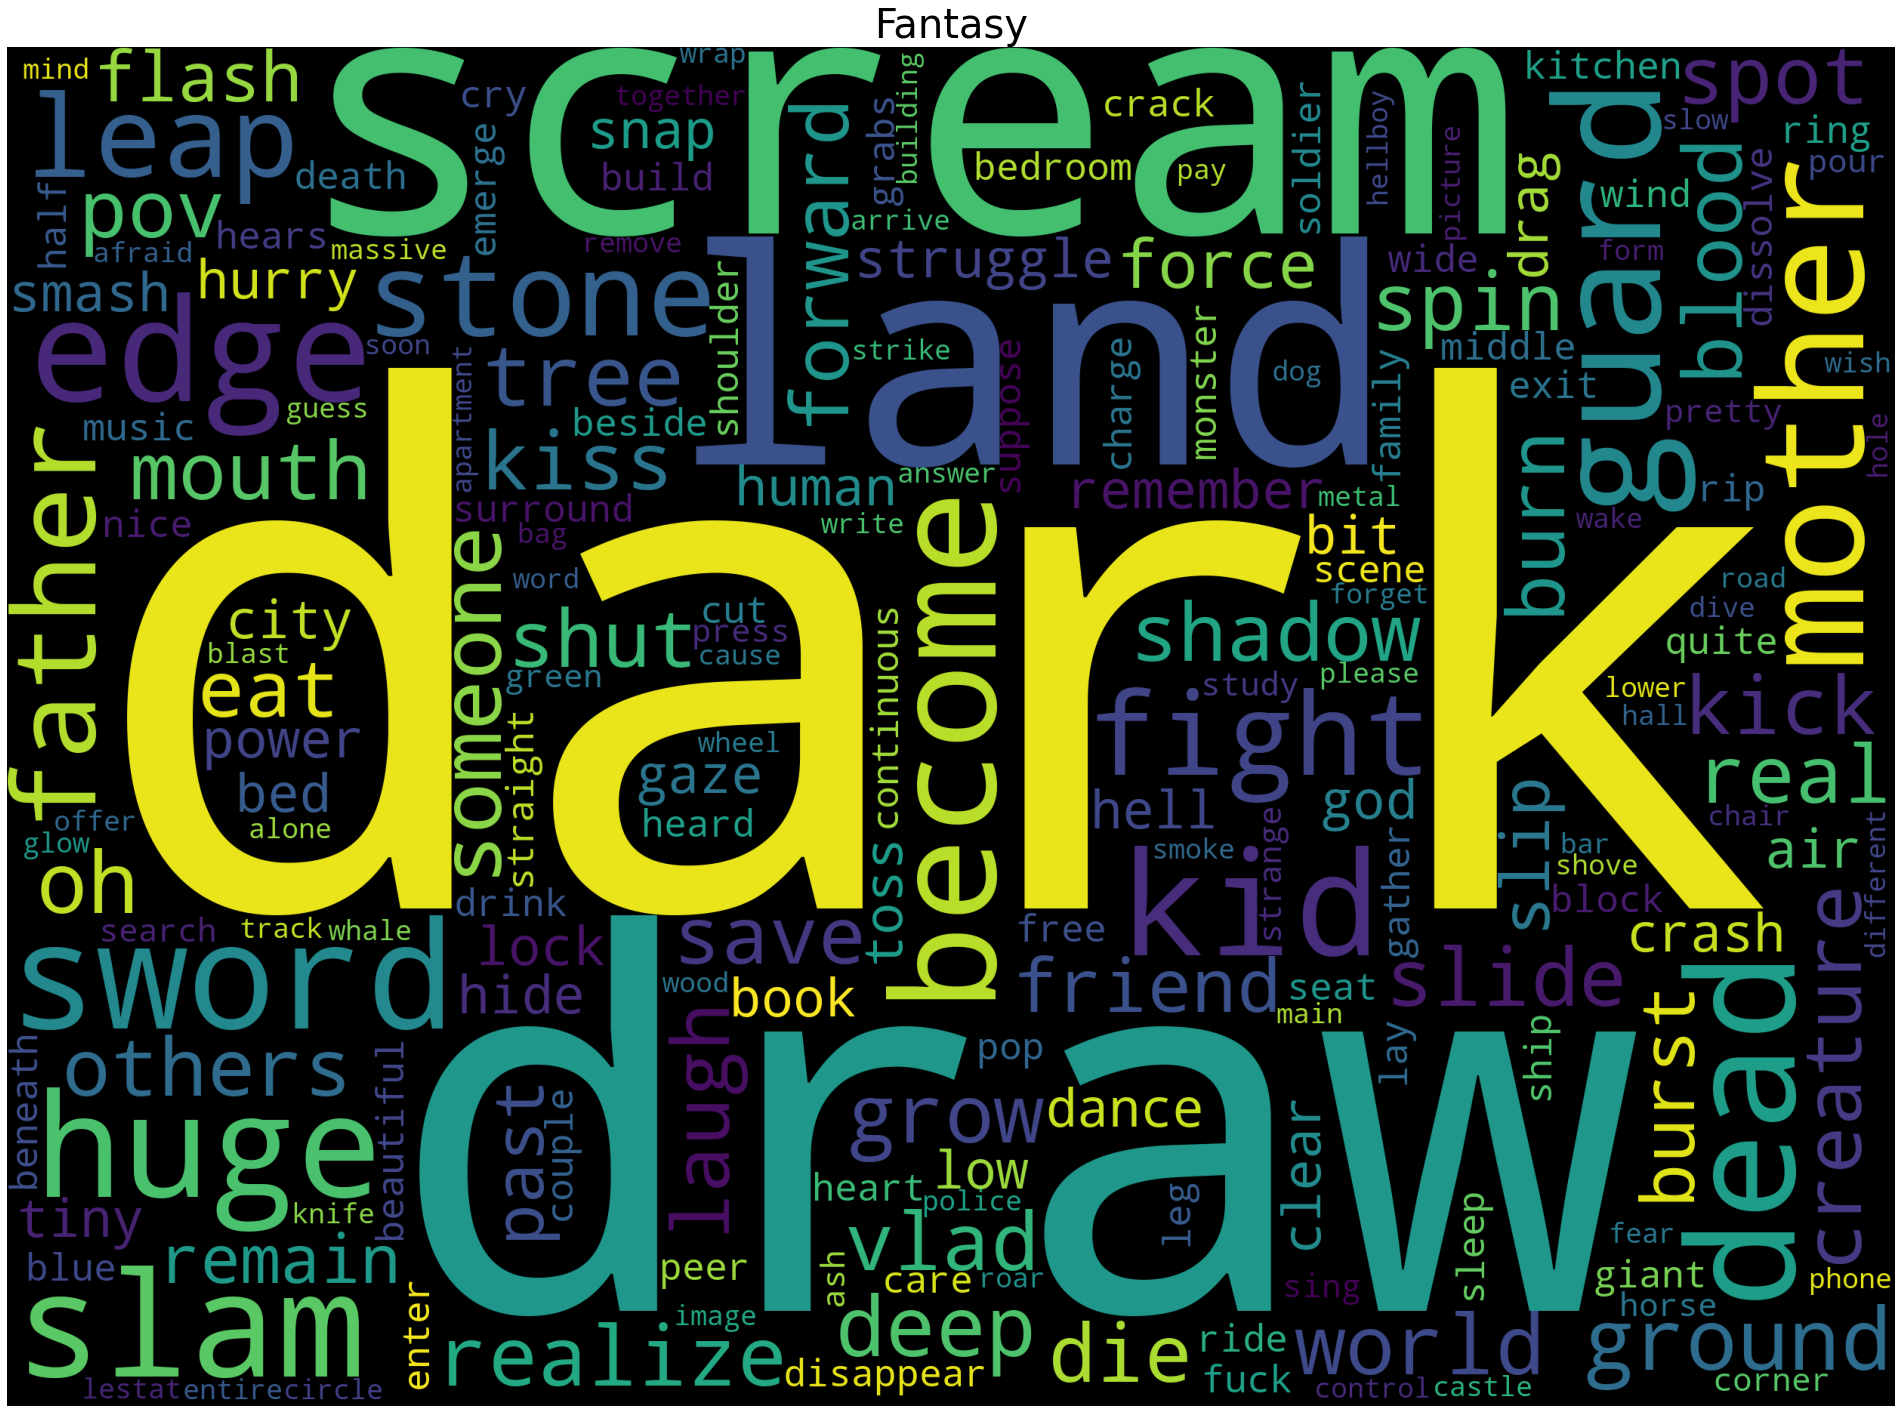 Fantasy
mind
flash
scream
wrap
together
building
cry
grabs
crack
kitchen
spot
leap
snap
forward
soldier
hellboy
guard
slow
ring
emerge
build
bedroom
pay
picture
pour
death
half
pov
arrive
drag
wind
blood
dissolve
mother
hears
afraid
massive
remove
struggle
force
wide
form
smash
hurry
stone
land
spin
edge
soon
shoulder
strike
suppose
charge
monster
dog
middle
exit
wish
tree
apartment
family
father
music
guess
beside
pretty
hole
mouth
kiss
human
answer
remember
metal
burn
rip
nice
surround
bag
write
become
bit
wake
dark
someone
word
scene
forget
road
dive
city
blast
shut
cut
press
cause
continuous
shadow
please
quite
eat
green
study
lower
hall
power
straight
wheel
gaze
fight
kick
real
bed
alone
heard
hell
god
slip
chair
offer
glow
oh
toss
kid
smoke
strange
gather
bar
shove
air
different
drink
block
creature
search
track
whale
lock
save
free
crash
sword
hide
wood
book
friend
seat
main
slide
dead
draw
others
beneath
beautiful
laugh
pop
lay
ship
burst
huge
past
couple
grow
dance
clear
tiny
knife
heart
low
police
leg
sleep
blue
remain
peer
vlad
ash
care
roar
sing
fear
giant
phone
slam
enter
image
deep
horse
realize
disappear
die
ride
fuck
world
ground
lestat
entire
circle
control
castle
corner